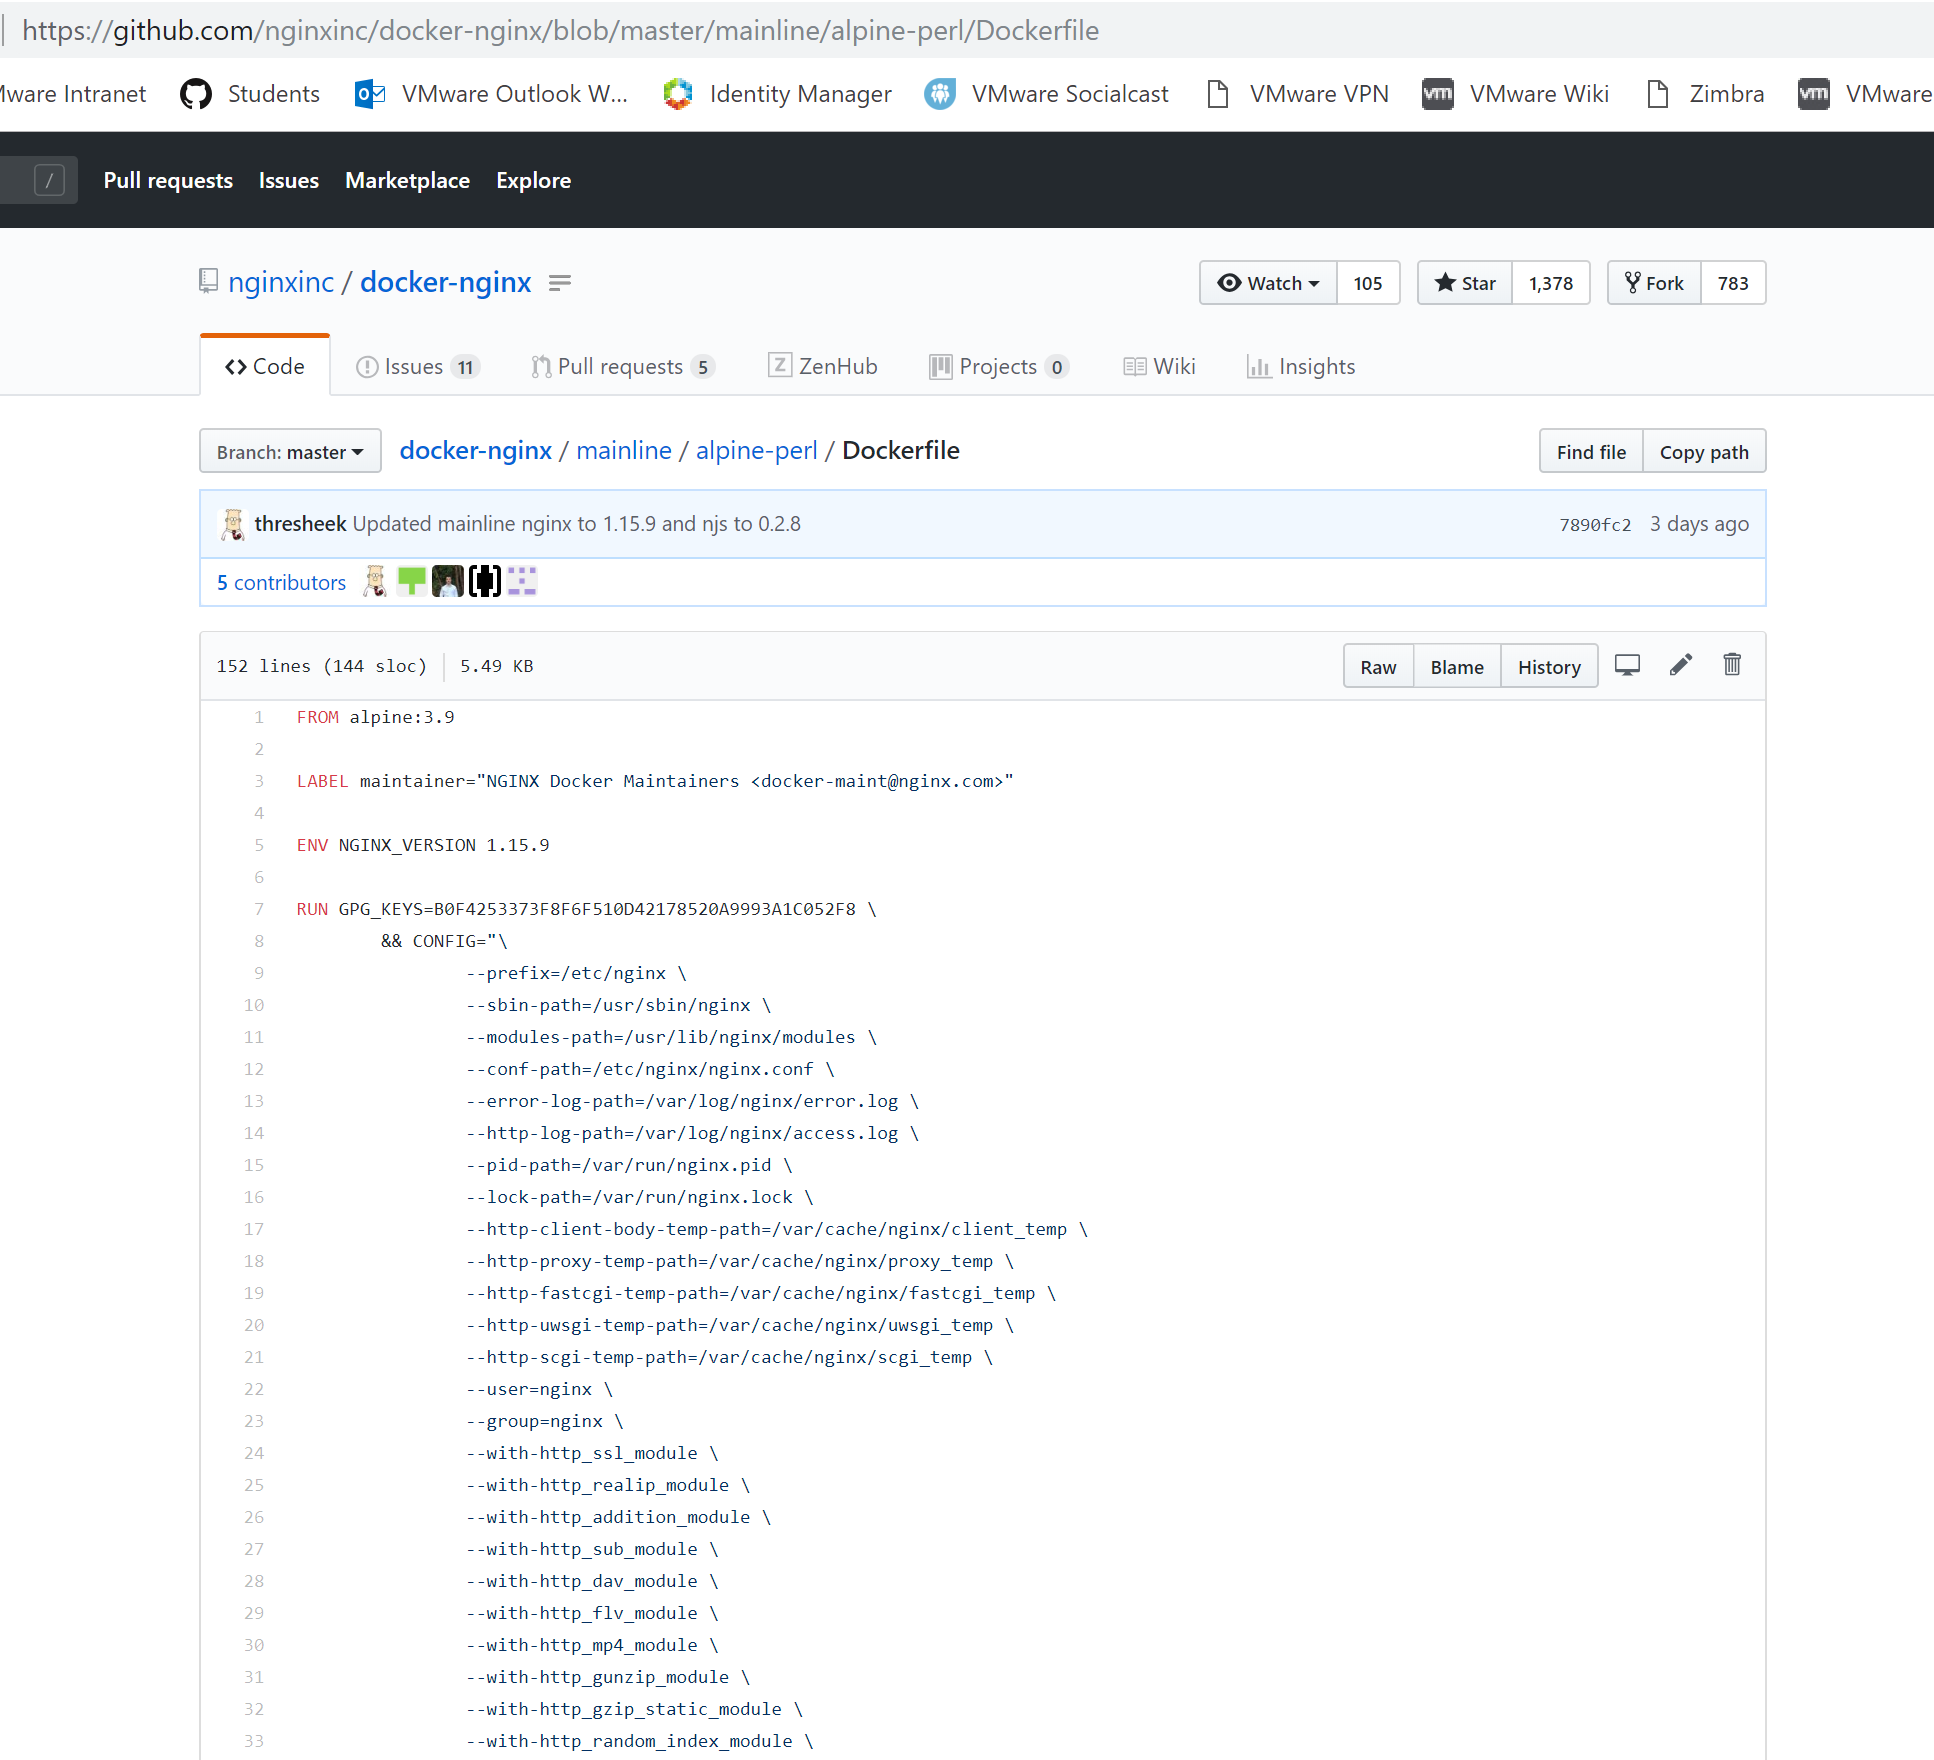 https://github.com/nginxinc/docker-nginx/blob/master/mainline/alpine-perl/Dockerfile
Mware Intranet Students VMware Outlook W... Identity Manager VMware Socialcast VMware VPN vm VMware Wiki Zimbra vm VMware
/ Pull requests Issues Marketplace Explore
nginxinc / docker-nginx Watch 105 Star 1,378 Fork 783
Code Issues 11 Pull requests 5 Z ZenHub Projects 0 Wiki Insights
Branch: master docker-nginx / mainline / alpine-perl / Dockerfile Find file Copy path
thresheek Updated mainline nginx to 1.15.9 and njs to 0.2.8 7890fc2 3 days ago
5 contributors
152 lines (144 sloc) 5.49 KB Raw Blame History
1 FROM alpine:3.9
2
3 LABEL maintainer="NGINX Docker Maintainers <docker-maint@nginx.com>"
4
5 ENV NGINX_VERSION 1.15.9
6
7 RUN GPG_KEYS=B0F4253373F8F6F510D42178520A9993A1C052F8 \
8 && CONFIG="\
9 --prefix=/etc/nginx \
10 --sbin-path=/usr/sbin/nginx \
11 --modules-path=/usr/lib/nginx/modules \
12 --conf-path=/etc/nginx/nginx.conf \
13 --error-log-path=/var/log/nginx/error.log \
14 --http-log-path=/var/log/nginx/access.log \
15 --pid-path=/var/run/nginx.pid \
16 --lock-path=/var/run/nginx.lock \
17 --http-client-body-temp-path=/var/cache/nginx/client_temp \
18 --http-proxy-temp-path=/var/cache/nginx/proxy_temp \
19 --http-fastcgi-temp-path=/var/cache/nginx/fastcgi_temp \
20 --http-uwsgi-temp-path=/var/cache/nginx/uwsgi_temp \
21 --http-scgi-temp-path=/var/cache/nginx/scgi_temp \
22 --user=nginx \
23 --group=nginx \
24 --with-http_ssl_module \
25 --with-http_realip_module \
26 --with-http_addition_module \
27 --with-http_sub_module \
28 --with-http_dav_module \
29 --with-http_flv_module \
30 --with-http_mp4_module \
31 --with-http_gunzip_module \
32 --with-http_gzip_static_module \
33 --with-http_random_index_module \